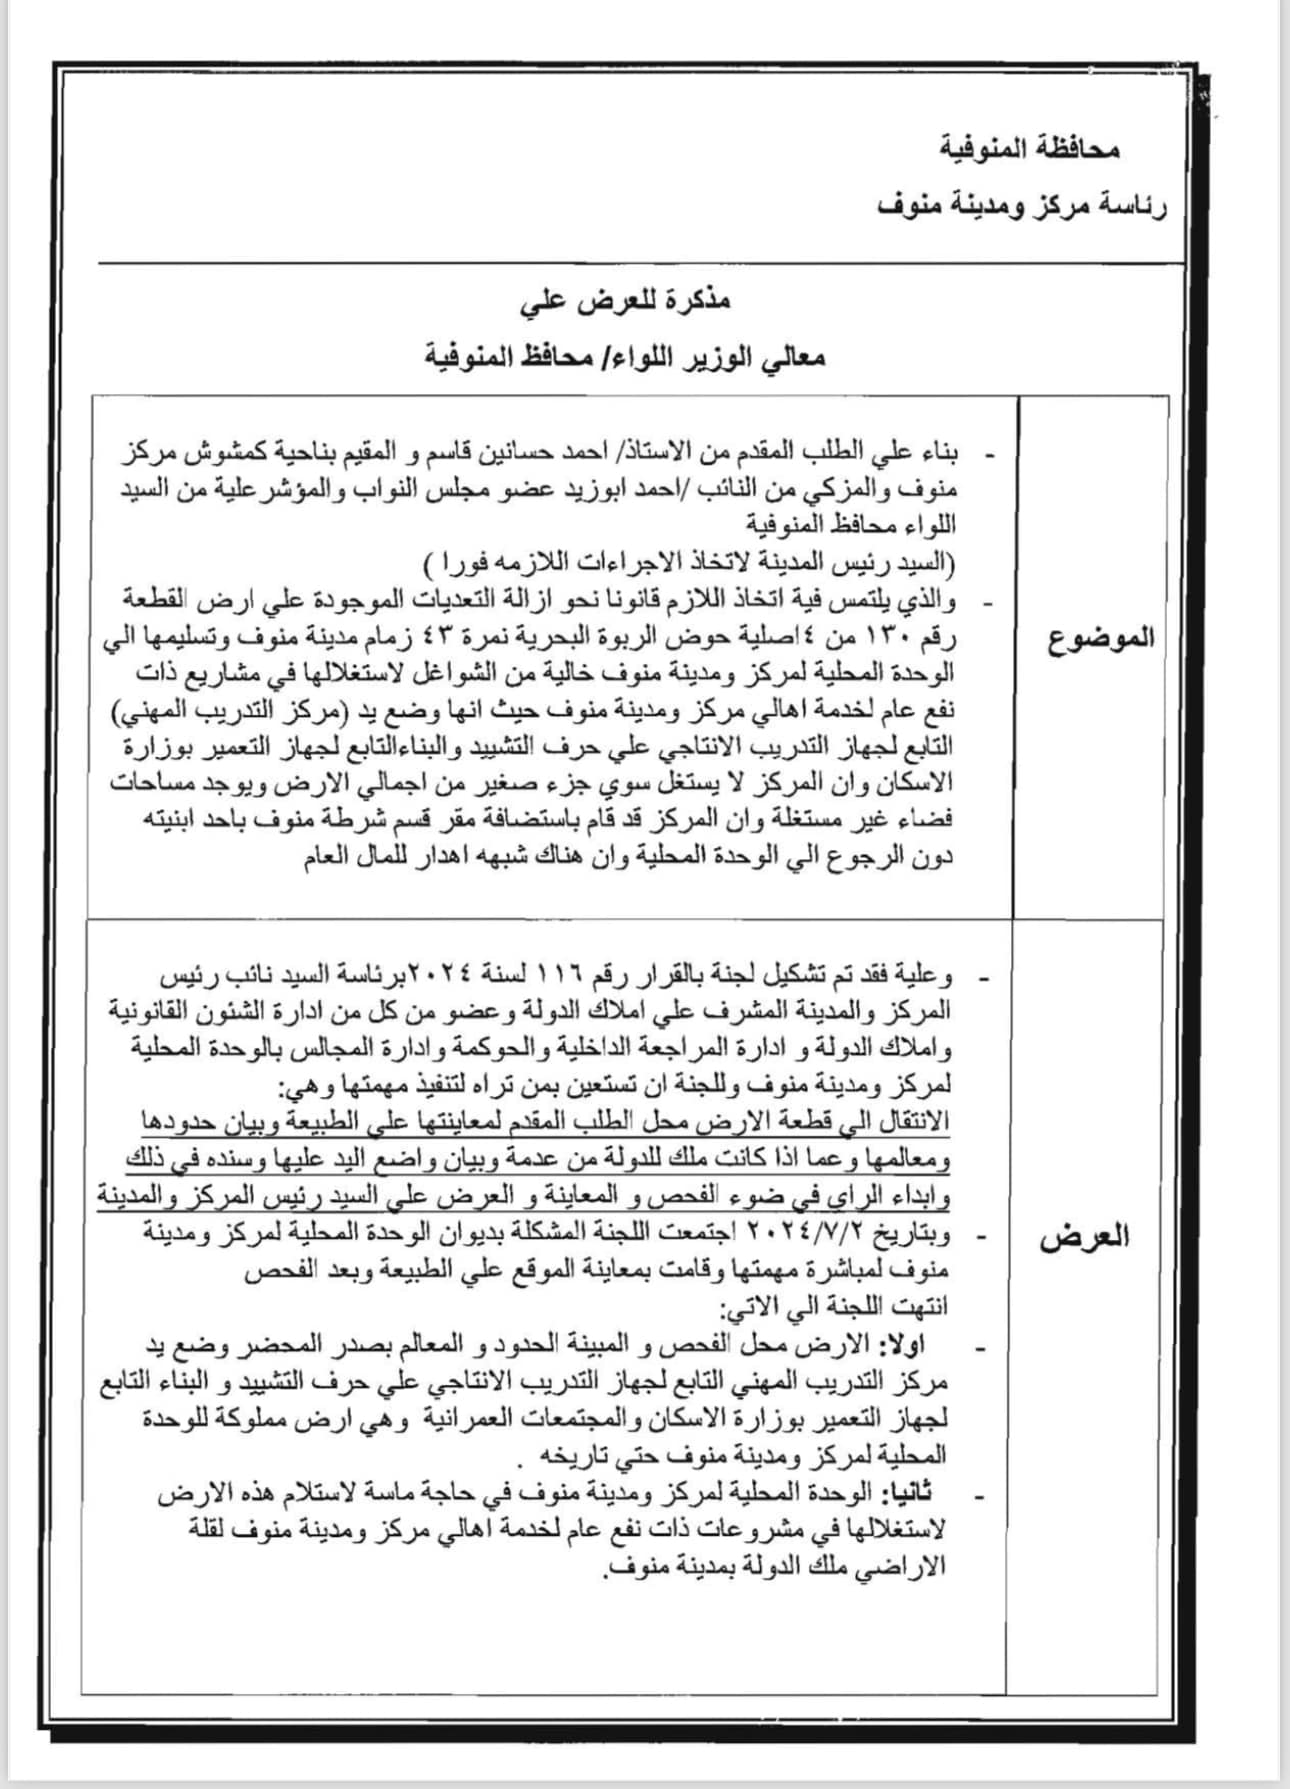 محافظة المنوفية
رئاسة مركز ومدينة منوف
مذكرة للعرض علي
معالي الوزير اللواء/ محافظ المنوفية
الموضوع
- بناء علي الطلب المقدم من الاستاذ/ احمد حسانين قاسم و المقيم بناحية كمشوش مركز
منوف والمزكي من النائب /احمد ابوزيد عضو مجلس النواب والمؤشر علية من السيد
اللواء محافظ المنوفية
(السيد رئيس المدينة لاتخاذ الاجراءات اللازمه فورا )
- والذي يلتمس فية اتخاذ اللازم قانونا نحو ازالة التعديات الموجودة علي ارض القطعة
رقم ١٣٠ من ٤اصلية حوض الربوة البحرية نمرة ٤٣ زمام مدينة منوف وتسليمها الي
الوحدة المحلية لمركز ومدينة منوف خالية من الشواغل لاستغلالها في مشاريع ذات
نفع عام لخدمة اهالي مركز ومدينة منوف حيث انها وضع يد (مركز التدريب المهني)
التابع لجهاز التدريب الانتاجي علي حرف التشييد والبناءالتابع لجهاز التعمير بوزارة
الاسكان وان المركز لا يستغل سوي جزء صغير من اجمالي الارض ويوجد مساحات
فضاء غير مستغلة وان المركز قد قام باستضافة مقر قسم شرطة منوف باحد ابنيته
دون الرجوع الي الوحدة المحلية وان هناك شبهه اهدار للمال العام
العرض
- وعلية فقد تم تشكيل لجنة بالقرار رقم ١١٦ لسنة ٢٠٢٤برئاسة السيد نائب رئيس
المركز والمدينة المشرف علي املاك الدولة وعضو من كل من ادارة الشئون القانونية
واملاك الدولة و ادارة المراجعة الداخلية والحوكمة وادارة المجالس بالوحدة المحلية
لمركز ومدينة منوف وللجنة ان تستعين بمن تراه لتنفيذ مهمتها وهي:
الانتقال الي قطعة الارض محل الطلب المقدم لمعاينتها علي الطبيعة وبيان حدودها
ومعالمها وعما اذا كانت ملك للدولة من عدمة وبيان واضع اليد عليها وسنده في ذلك
وابداء الراي في ضوء الفحص و المعاينة و العرض علي السيد رئيس المركز والمدينة
- وبتاريخ ٢٠٢٤/٧/٢ اجتمعت اللجنة المشكلة بديوان الوحدة المحلية لمركز ومدينة
منوف لمباشرة مهمتها وقامت بمعاينة الموقع علي الطبيعة وبعد الفحص
انتهت اللجنة الي الاتي:
- اولا: الارض محل الفحص و المبينة الحدود و المعالم بصدر المحضر وضع يد
مركز التدريب المهني التابع لجهاز التدريب الانتاجي علي حرف التشييد و البناء التابع
لجهاز التعمير بوزارة الاسكان والمجتمعات العمرانية وهي ارض مملوكة للوحدة
المحلية لمركز ومدينة منوف حتي تاريخه .
- ثانيا: الوحدة المحلية لمركز ومدينة منوف في حاجة ماسة لاستلام هذه الارض
لاستغلالها في مشروعات ذات نفع عام لخدمة اهالي مركز ومدينة منوف لقلة
الاراضي ملك الدولة بمدينة منوف.